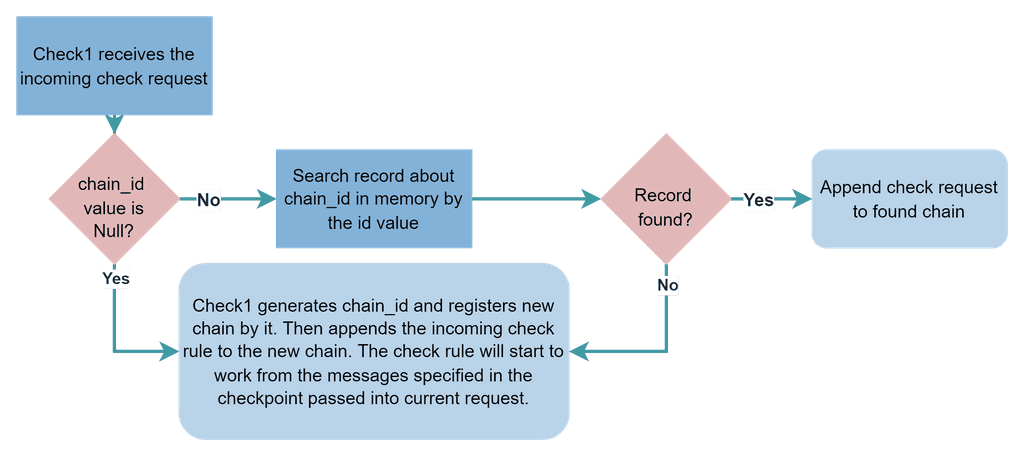 Check1 receives the
incoming check request
chain_id
value is
Null?
No
Search record about
chain_id in memory by
the id value
Record
found?
Yes
Append check request
to found chain
Yes
No
Check1 generates chain_id and registers new
chain by it. Then appends the incoming check
rule to the new chain. The check rule will start to
work from the messages specified in the
checkpoint passed into current request.